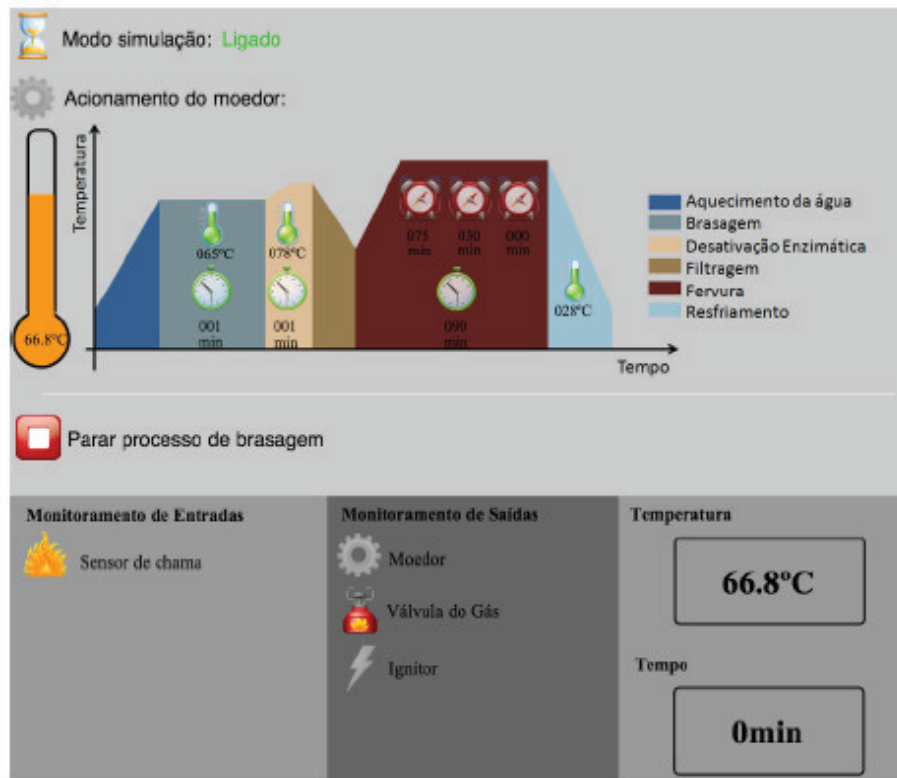 Modo simulação: Ligado
Acionamento do moedor:
Temperatura
065ºC
078ºC
075 min
030 min
000 min
001 min
001 min
090 min
028ºC
66.8ºC
Tempo
Aquecimento da água
Brasagem
Desativação Enzimática
Filtragem
Fervura
Resfriamento
Parar processo de brasagem
Monitoramento de Entradas
Sensor de chama
Monitoramento de Saídas
Moedor
Válvula do Gás
Ignitor
Temperatura
66.8ºC
Tempo
0min